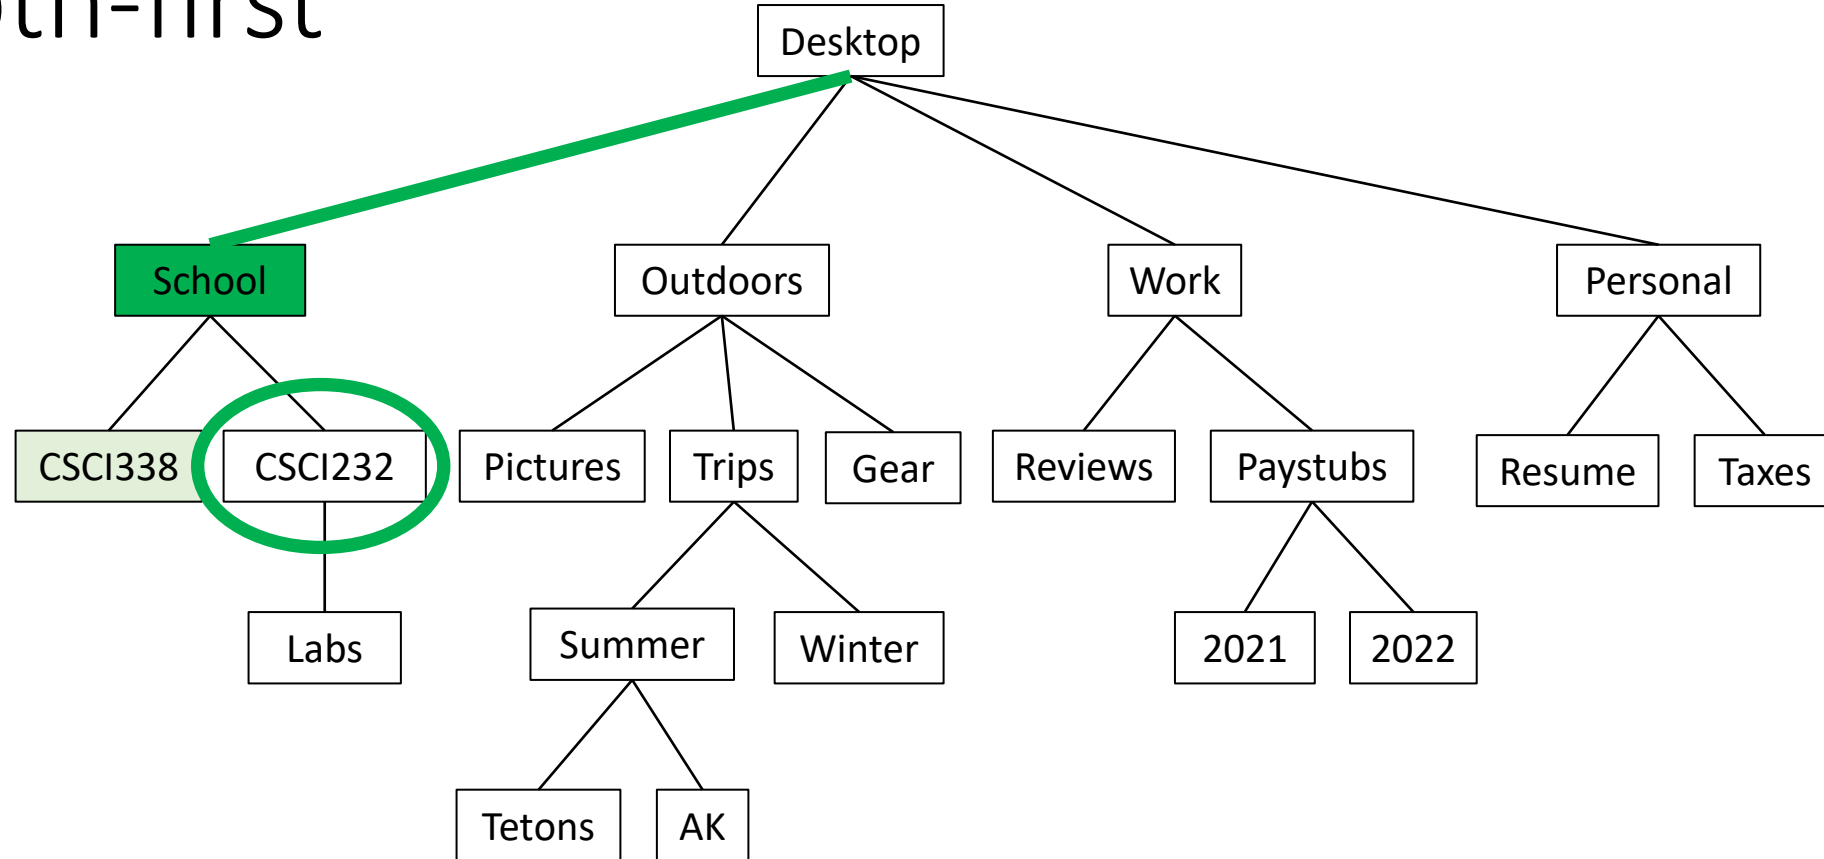 Desktop
School
Outdoors
Work
Personal
CSCI338
CSCI232
Pictures
Trips
Gear
Reviews
Paystubs
Resume
Taxes
Labs
Summer
Winter
2021
2022
Tetons
AK